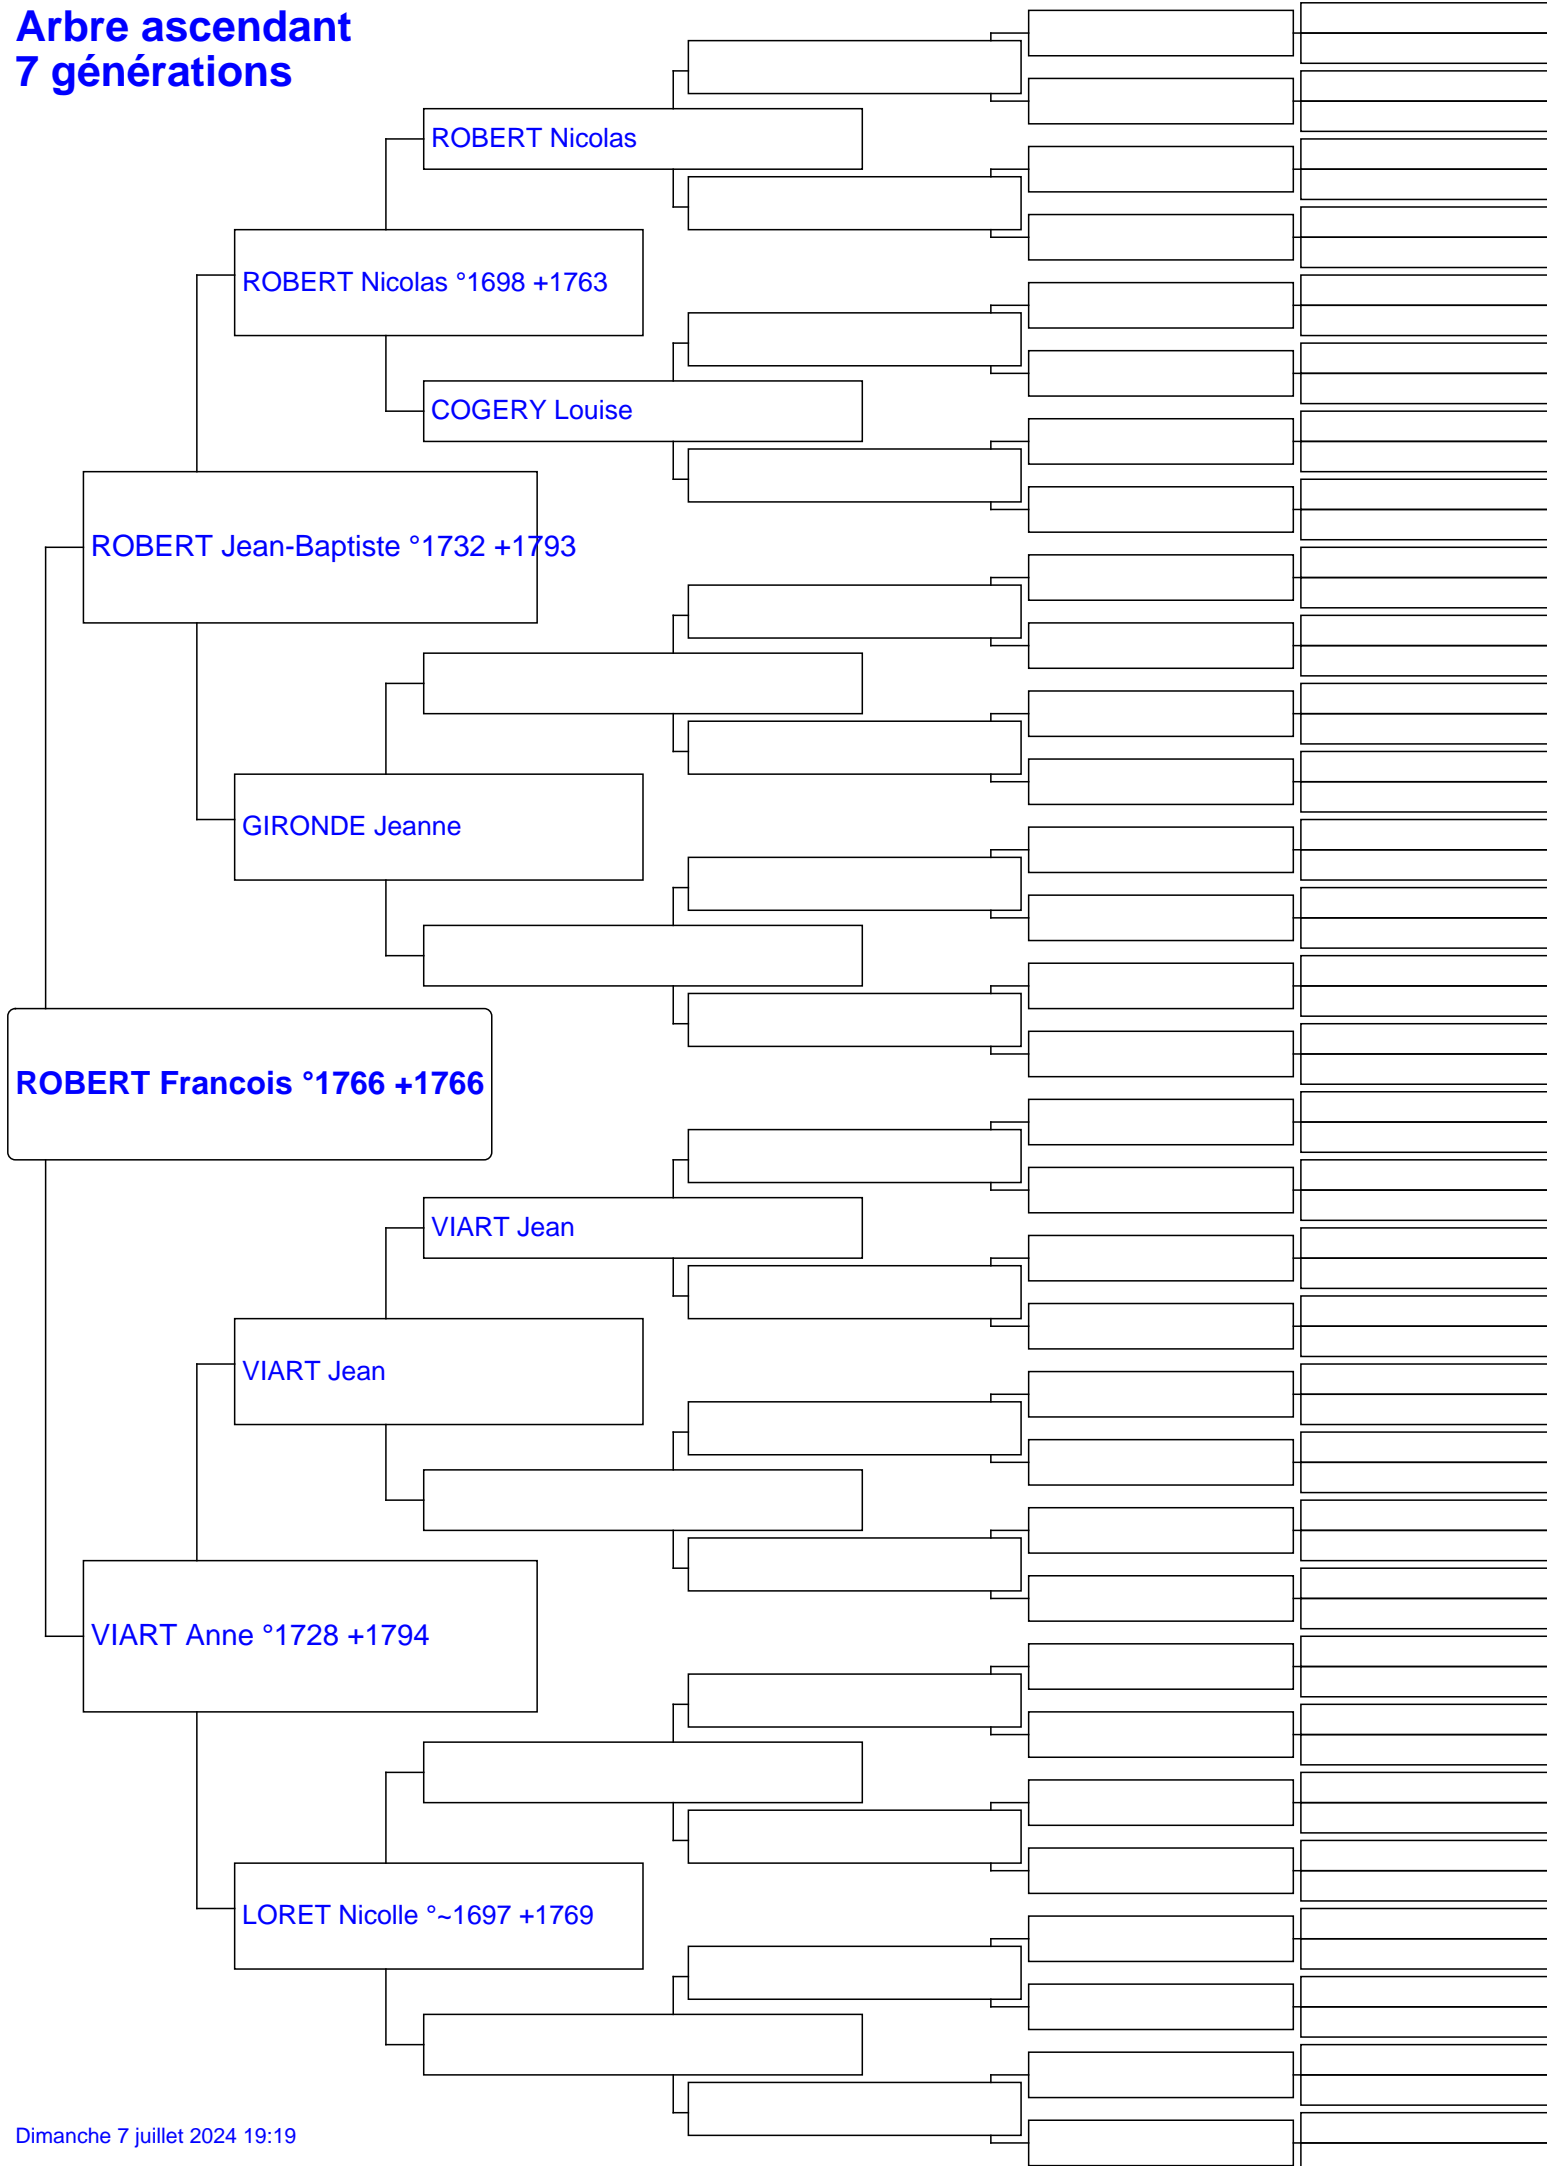 Arbre ascendant
7 générations
ROBERT Nicolas
ROBERT Nicolas °1698 +1763
COGERY Louise
ROBERT Jean-Baptiste °1732 +1793
GIRONDE Jeanne
ROBERT Francois °1766 +1766
VIART Jean
VIART Jean
VIART Anne °1728 +1794
LORET Nicolle °~1697 +1769
Dimanche 7 juillet 2024 19:19